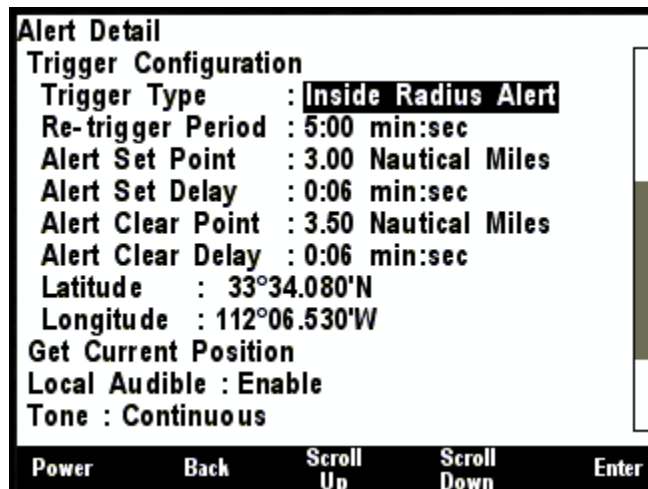 Alert Detail
Trigger Configuration
Trigger Type : Inside Radius Alert
Re-trigger Period : 5:00 min:sec
Alert Set Point : 3.00 Nautical Miles
Alert Set Delay : 0:06 min:sec
Alert Clear Point : 3.50 Nautical Miles
Alert Clear Delay : 0:06 min:sec
Latitude : 33°34.080'N
Longitude : 112°06.530'W
Get Current Position
Local Audible : Enable
Tone : Continuous
Power Back Scroll Up Scroll Down Enter